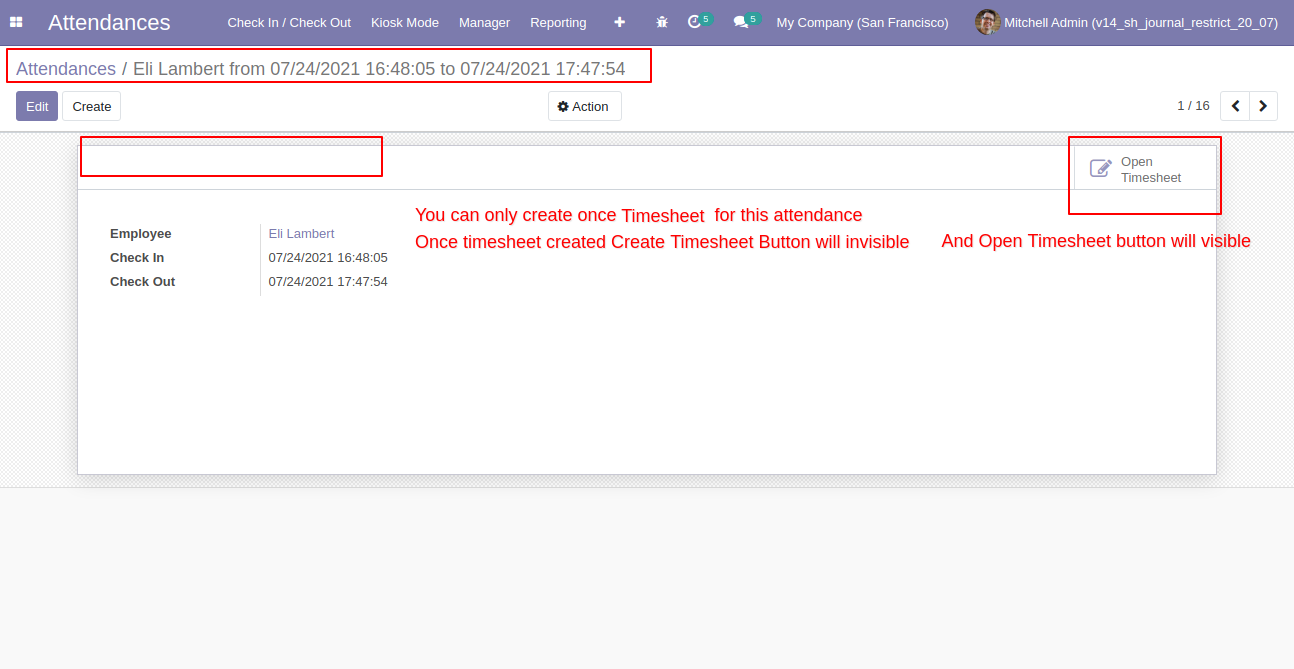 Attendances Check In / Check Out Kiosk Mode Manager Reporting 5 5 My Company (San Francisco) Mitchell Admin (v14_sh_journal_restrict_20_07)
Attendances / Eli Lambert from 07/24/2021 16:48:05 to 07/24/2021 17:47:54
Edit Create Action 1 / 16
Open
Timesheet
You can only create once Timesheet for this attendance
Once timesheet created Create Timesheet Button will invisible And Open Timesheet button will visible
Employee Eli Lambert
Check In 07/24/2021 16:48:05
Check Out 07/24/2021 17:47:54